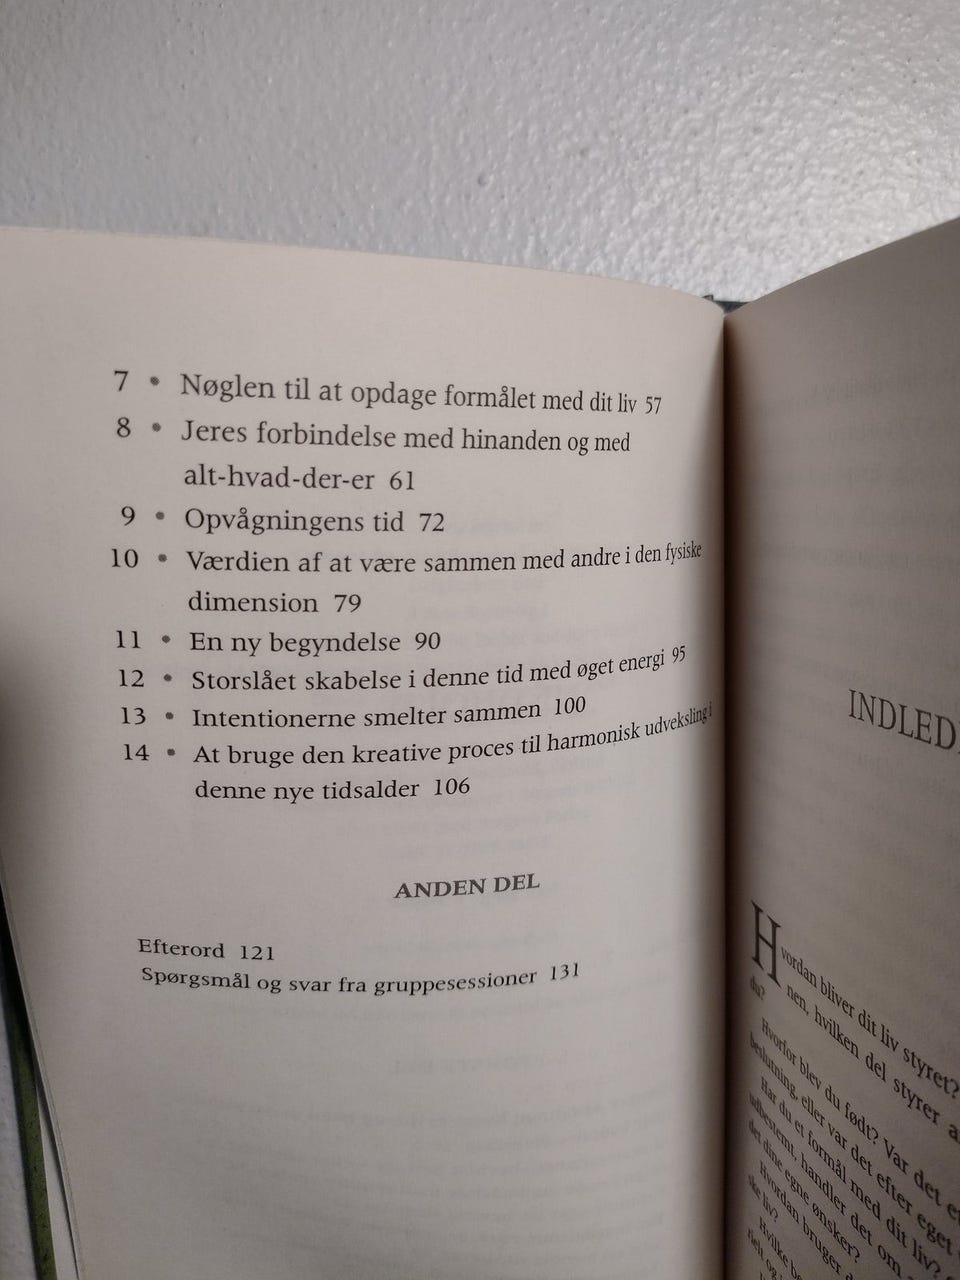 7 • Nøglen til at opdage formålet med dit liv 57
8 • Jeres forbindelse med hinanden og med
alt-hvad-der-er 61
9 • Opvågningens tid 72
10 • Værdien af at være sammen med andre i den fysiske
dimension 79
11 • En ny begyndelse 90
12 • Storslået skabelse i denne tid med øget energi 95
13 • Intentionerne smelter sammen 100
14 • At bruge den kreative proces til harmonisk udveksling i
denne nye tidsalder 106
ANDEN DEL
Efterord 121
Spørgsmål og svar fra gruppesessioner 131
INDLED
Hvordan bliver dit liv styret?
nen, hvilken del styrer
du?
Hvorfor blev du født? Var det
beslutning, eller var det efter eget
Har du et formål med dit liv?
udbestemt, handler det om
det dine egne ønsker?
Hvordan bruger
ske liv?
Hvilke